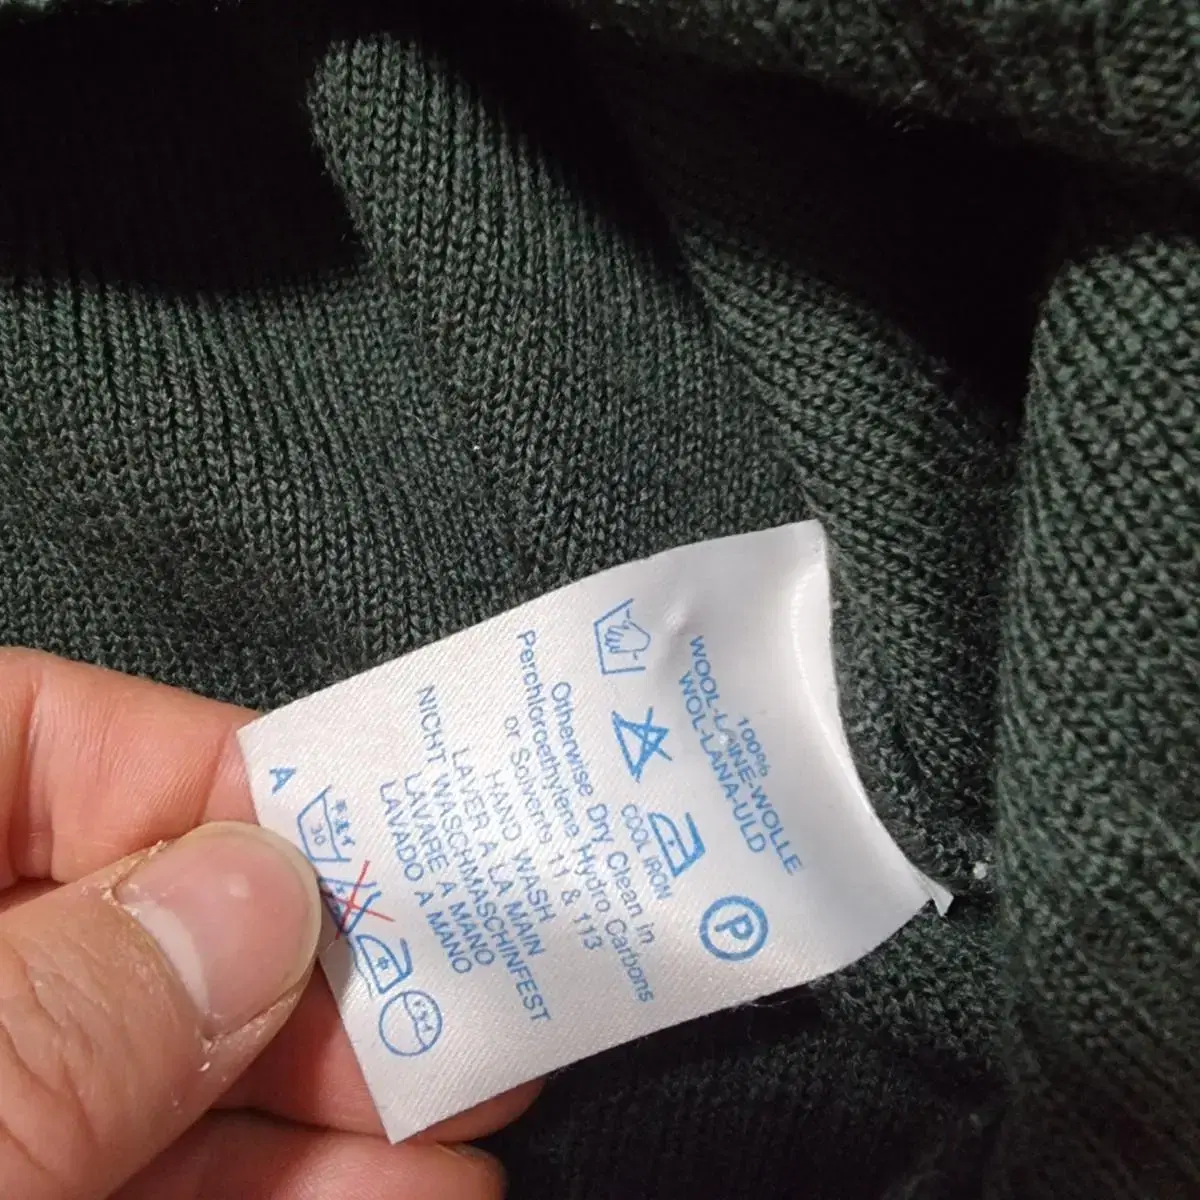 100%
WOOL-LAINE-WOLLE
WOL-LANA-ULD
COOL IRON
P
Otherwise Dry Clean in
Perchloroethylene Hydro Carbons
or Solvents 11 & 113
HAND WASH
LAVER A LA MAIN
NICHT WASCHMASCHINFEST
LAVARE A MANO
LAVADO A MANO
A
30